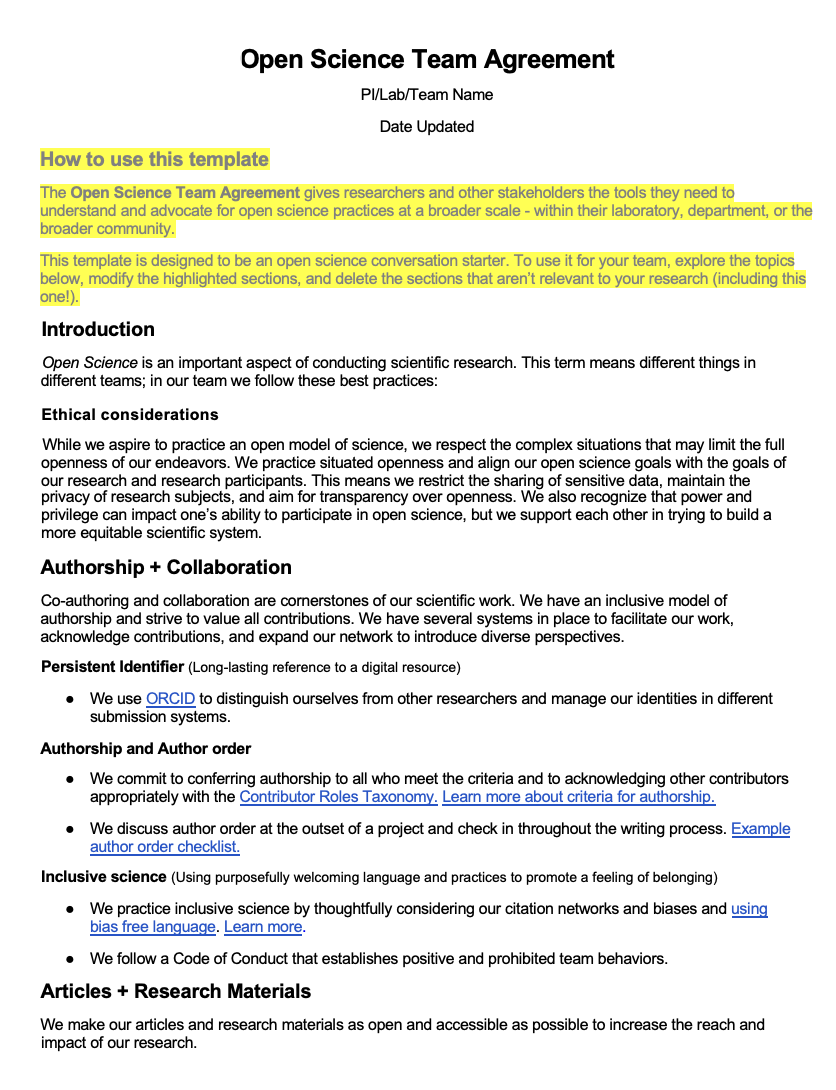 Open Science Team Agreement
PI/Lab/Team Name
Date Updated
How to use this template
The Open Science Team Agreement gives researchers and other stakeholders the tools they need to
understand and advocate for open science practices at a broader scale - within their laboratory, department, or the
broader community.
This template is designed to be an open science conversation starter. To use it for your team, explore the topics
below, modify the highlighted sections, and delete the sections that aren't relevant to your research (including this
one!).
Introduction
Open Science is an important aspect of conducting scientific research. This term means different things in
different teams; in our team we follow these best practices:
Ethical considerations
While we aspire to practice an open model of science, we respect the complex situations that may limit the full
openness of our endeavors. We practice situated openness and align our open science goals with the goals of
our research and research participants. This means we restrict the sharing of sensitive data, maintain the
privacy of research subjects, and aim for transparency over openness. We also recognize that power and
privilege can impact one's ability to participate in open science, but we support each other in trying to build a
more equitable scientific system.
Authorship + Collaboration
Co-authoring and collaboration are cornerstones of our scientific work. We have an inclusive model of
authorship and strive to value all contributions. We have several systems in place to facilitate our work,
acknowledge contributions, and expand our network to introduce diverse perspectives.
Persistent Identifier (Long-lasting reference to a digital resource)
● We use ORCID to distinguish ourselves from other researchers and manage our identities in different
submission systems.
Authorship and Author order
● We commit to conferring authorship to all who meet the criteria and to acknowledging other contributors
appropriately with the Contributor Roles Taxonomy. Learn more about criteria for authorship.
● We discuss author order at the outset of a project and check in throughout the writing process. Example
author order checklist.
Inclusive science (Using purposefully welcoming language and practices to promote a feeling of belonging)
● We practice inclusive science by thoughtfully considering our citation networks and biases and using
bias free language. Learn more.
● We follow a Code of Conduct that establishes positive and prohibited team behaviors.
Articles + Research Materials
We make our articles and research materials as open and accessible as possible to increase the reach and
impact of our research.